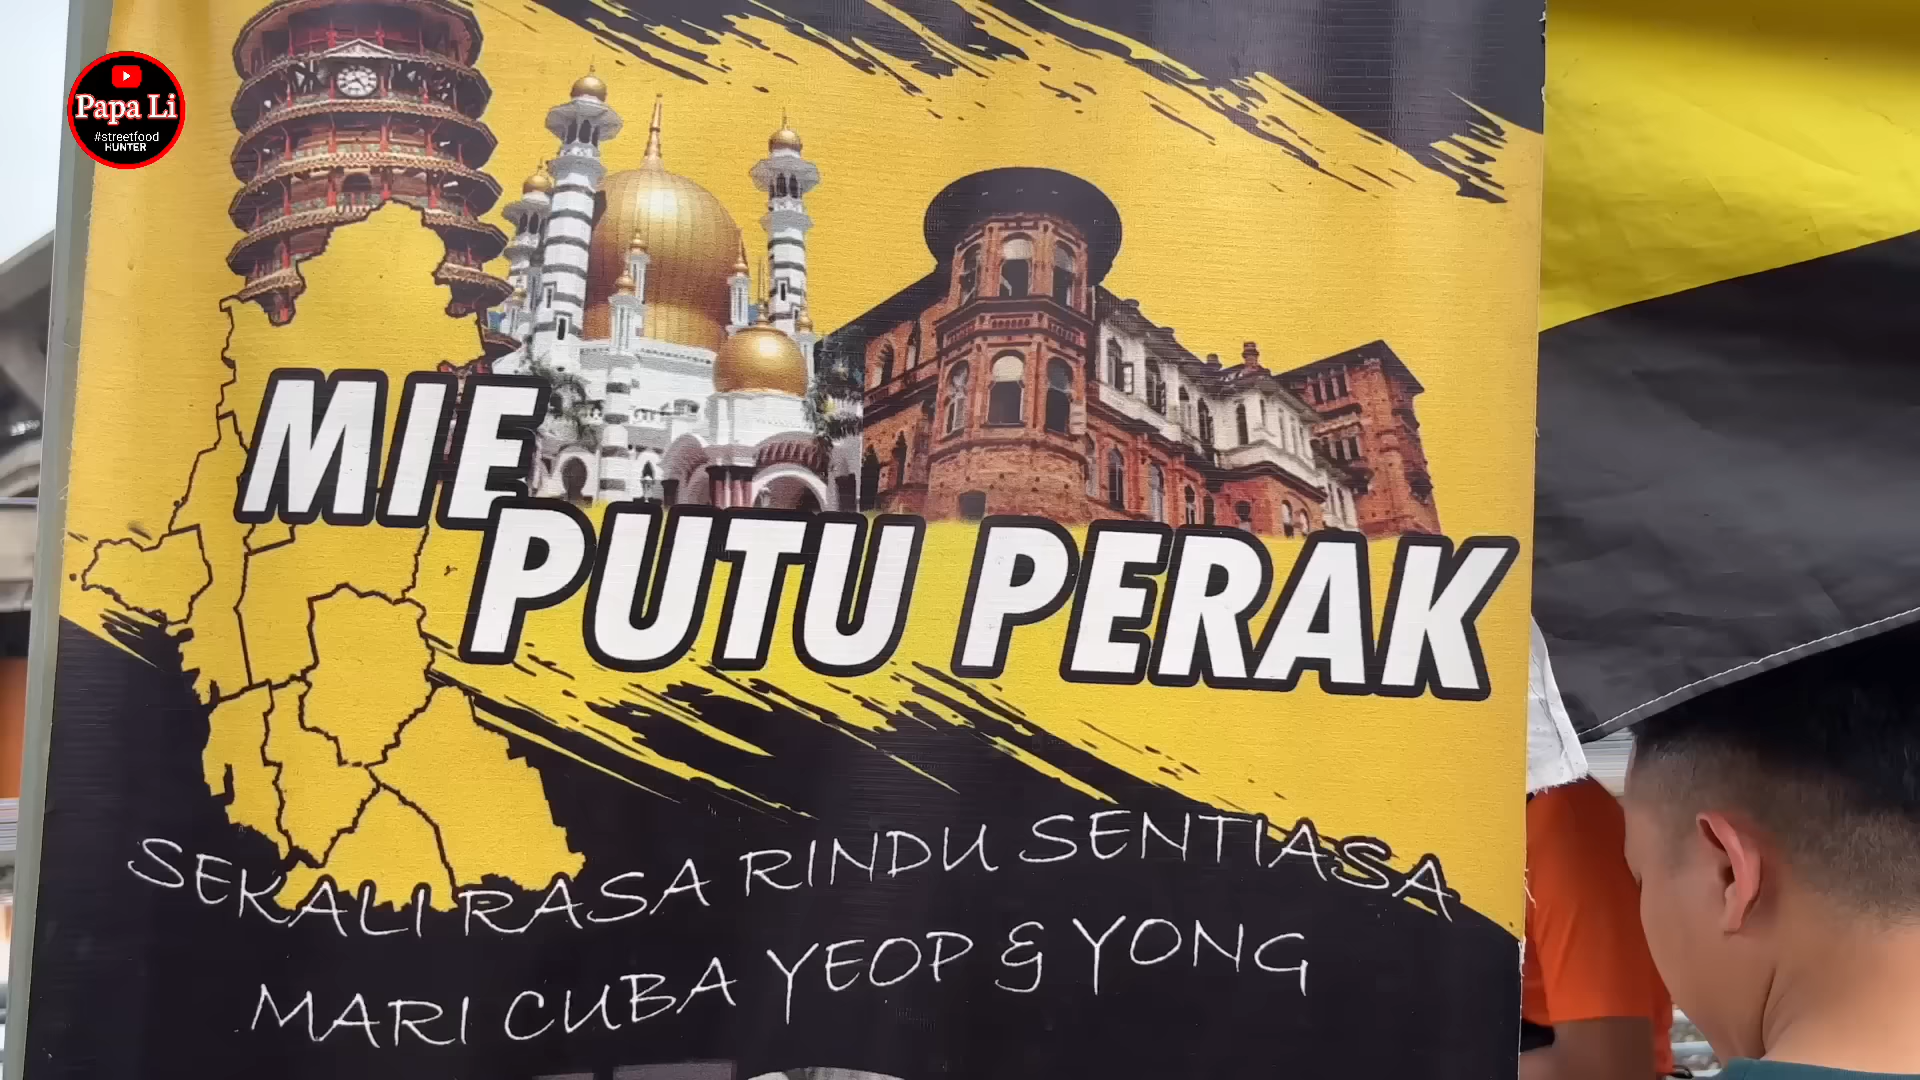 Papa Li
#streetfood
HUNTER
MIE
PUTU PERAK
SEKALI RASA RINDU SENTIASA
MARI CUBA YEOP & YONG